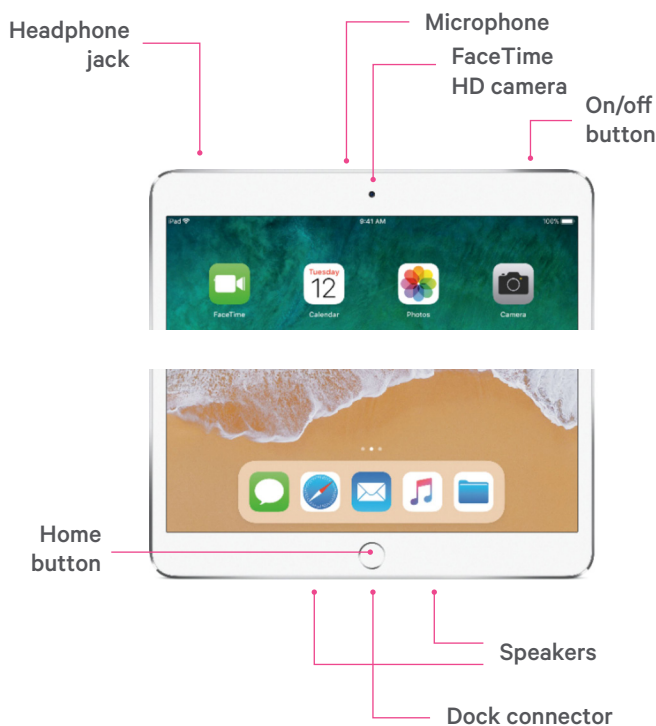 Headphone
jack
Microphone
FaceTime
HD camera
On/off
button
iPad
9:41 AM
100%
Tuesday
12
FaceTime
Calendar
Photos
Camera
Home
button
Speakers
Dock connector